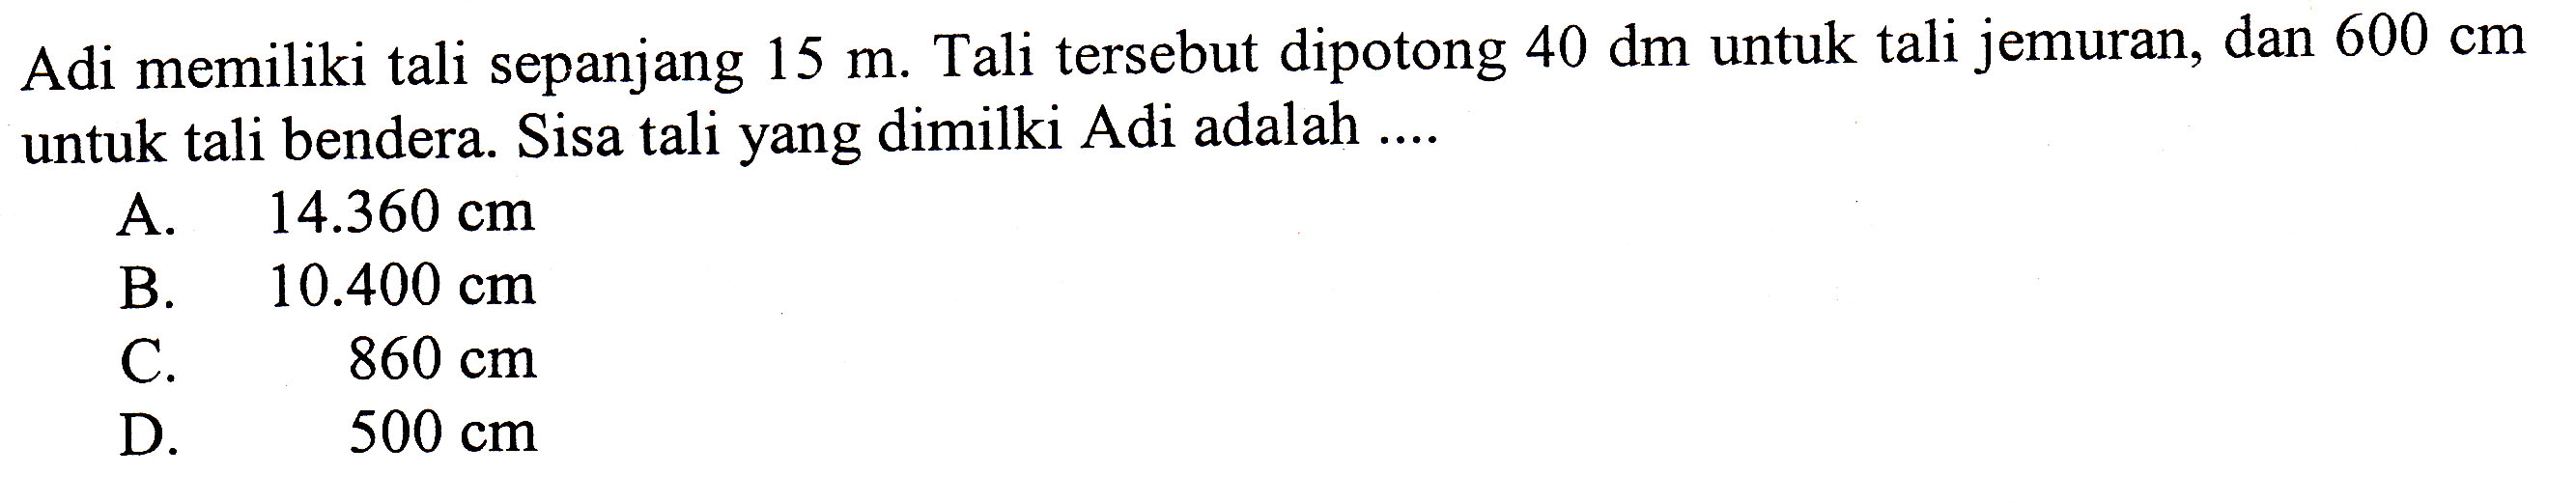 Adi memiliki tali sepanjang 15 m. Tali tersebut dipotong 40 dm untuk tali jemuran, dan 600 cm
untuk tali bendera. Sisa tali yang dimilki Adi adalah ....
A. 14.360 cm
B. 10.400 cm
C. 860 cm
D. 500 cm